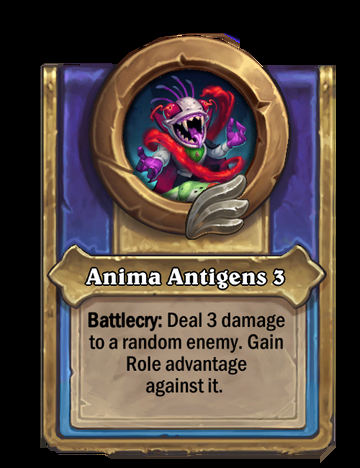 Anima Antigens 3
Battlecry: Deal 3 damage
to a random enemy. Gain
Role advantage
against it.